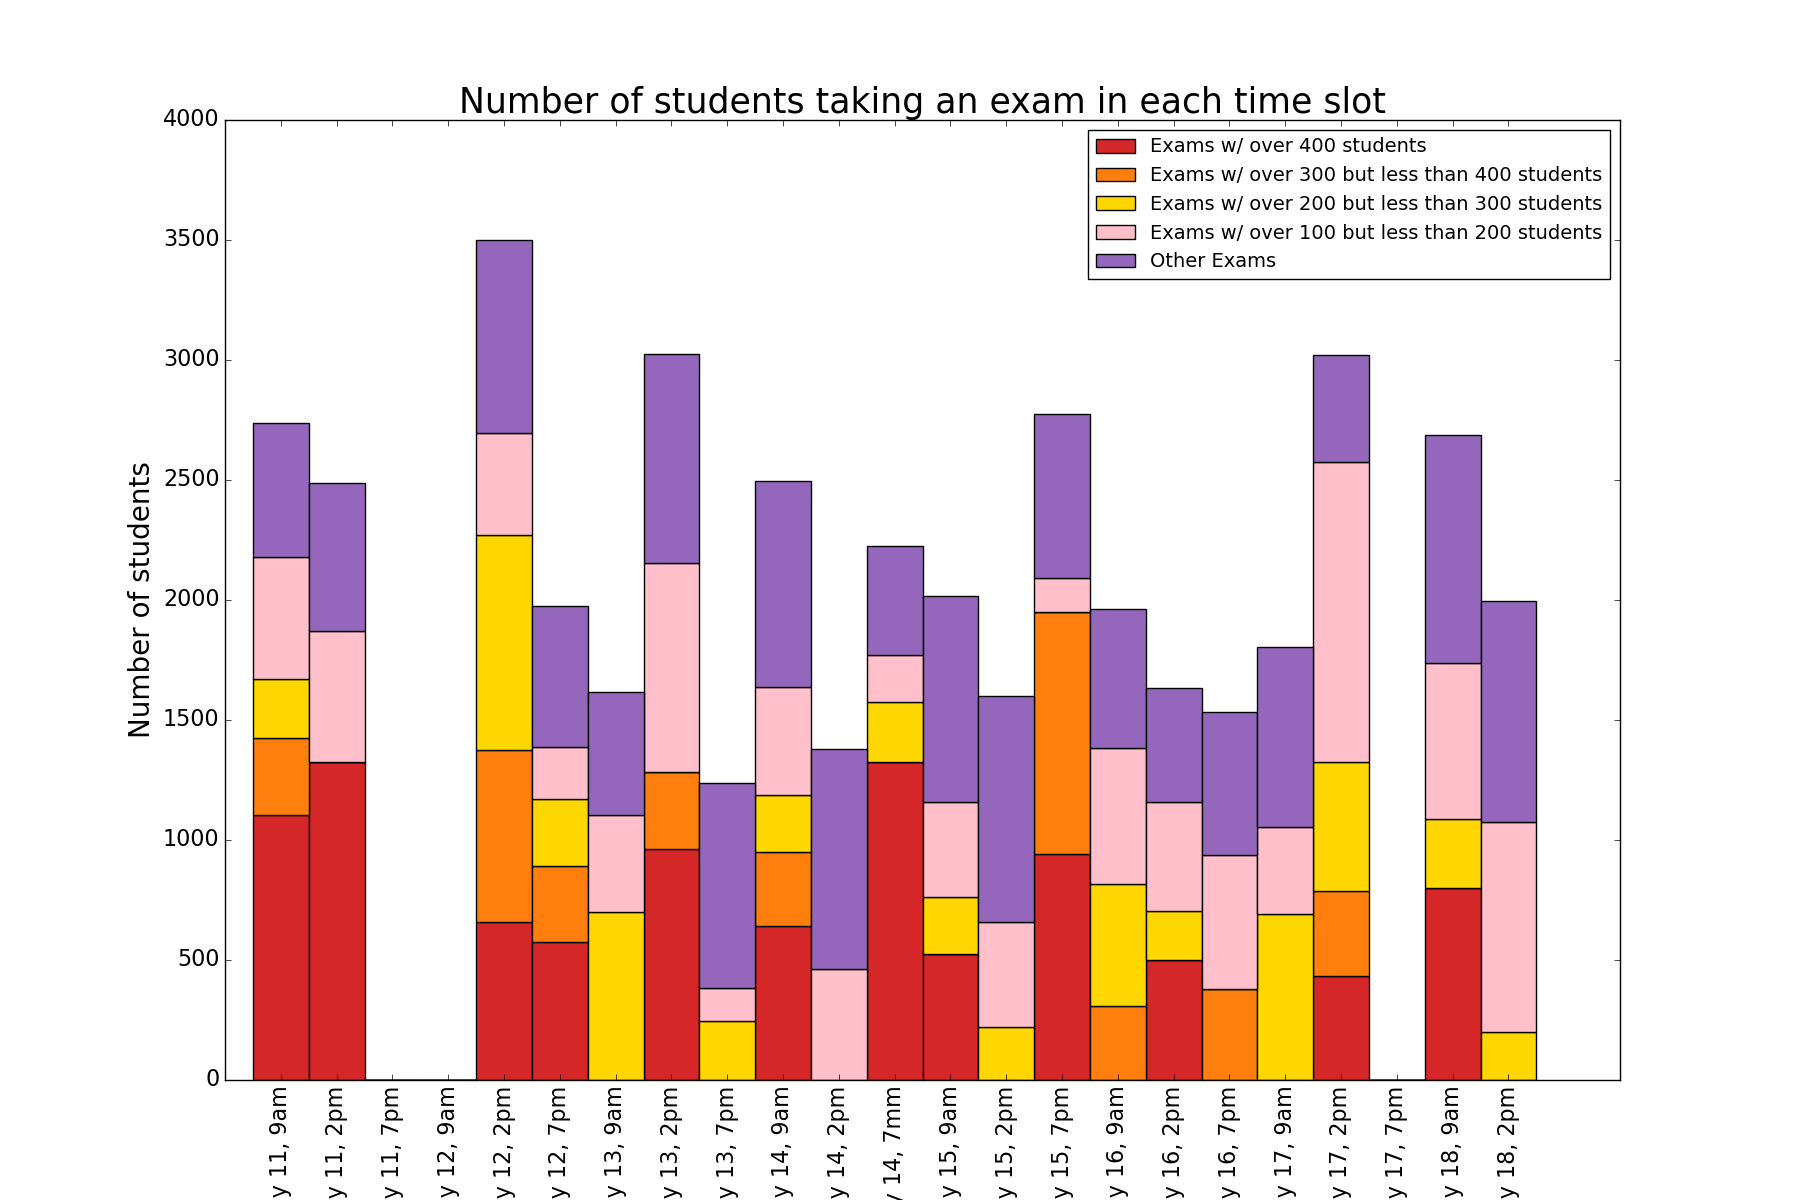 Number of students taking an exam in each time slot
Number of students
4000
3500
3000
2500
2000
1500
1000
500
0
Exams w/ over 400 students
Exams w/ over 300 but less than 400 students
Exams w/ over 200 but less than 300 students
Exams w/ over 100 but less than 200 students
Other Exams
y 11, 9am
y 11, 2pm
y 11, 7pm
y 12, 9am
y 12, 2pm
y 12, 7pm
y 13, 9am
y 13, 2pm
y 13, 7pm
y 14, 9am
y 14, 2pm
y 14, 7mm
y 15, 9am
y 15, 2pm
y 15, 7pm
y 16, 9am
y 16, 2pm
y 16, 7pm
y 17, 9am
y 17, 2pm
y 17, 7pm
y 18, 9am
y 18, 2pm